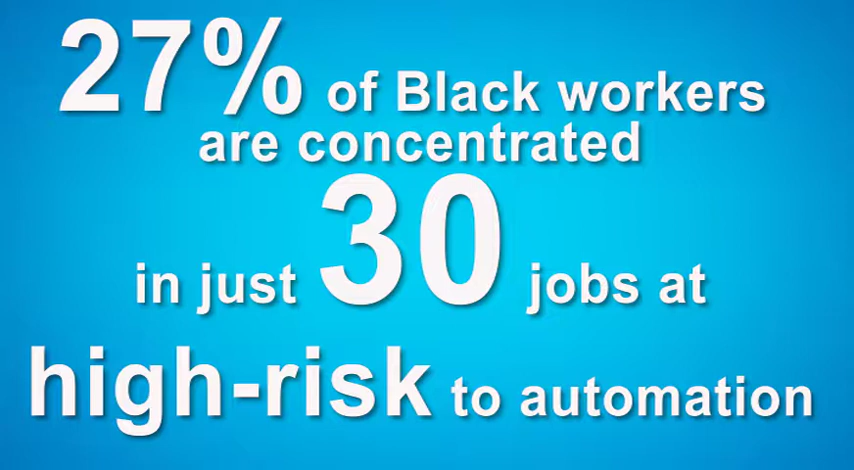 27% of Black workers
are concentrated
in just 30 jobs at
high-risk to automation